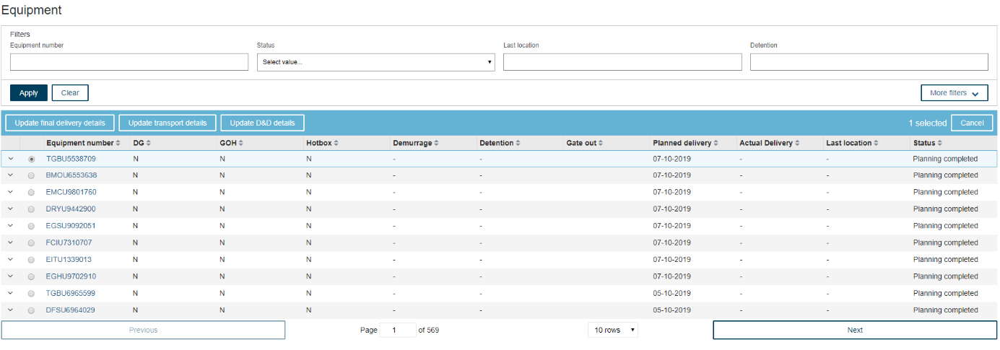 Equipment
Filters
Equipment number Status Last location Detention
Select value...
Apply Clear More filters
Update final delivery details Update transport details Update D&D details 1 selected Cancel
Equipment number DG GOH Hotbox Demurrage Detention Gate out Planned delivery Actual Delivery Last location Status
TGBU5538709 N N N - - 07-10-2019 - - Planning completed
BMOU6553638 N N N - - 07-10-2019 - - Planning completed
EMCU9801760 N N N - - 07-10-2019 - - Planning completed
DRYU9442900 N N N - - 07-10-2019 - - Planning completed
EGSU9092051 N N N - - 07-10-2019 - - Planning completed
FCIU7310707 N N N - - 07-10-2019 - - Planning completed
EITU1339013 N N N - - 07-10-2019 - - Planning completed
EGHU9702910 N N N - - 07-10-2019 - - Planning completed
TGBU6965599 N N N - - 05-10-2019 - - Planning completed
DFSU6964029 N N N - - 05-10-2019 - - Planning completed
Previous Page 1 of 569 10 rows Next